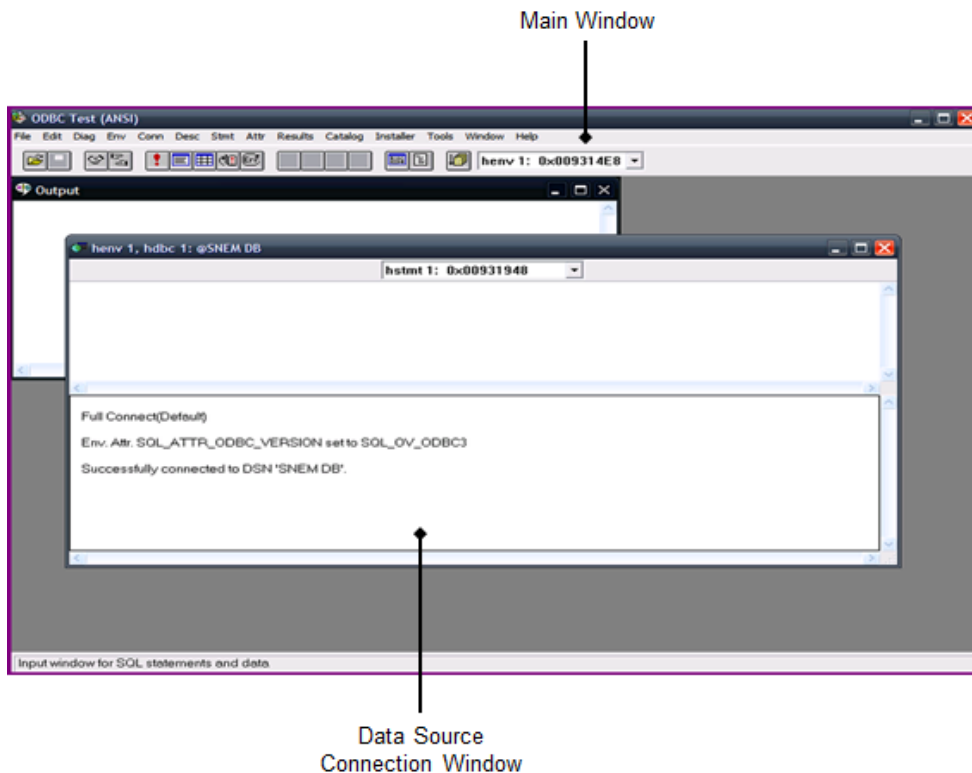 Main Window
ODBC Test (ANSI)
File Edit Diag Env Conn Desc Stmt Attr Results Catalog Installer Tools Window Help
henv 1: 0x009314E8
Output
henv 1, hdbc 1: @SNEM DB
hstmt 1: 0x00931948
Full Connect(Default)
Env. Attr. SQL_ATTR_ODBC_VERSION set to SQL_OV_ODBC3
Successfully connected to DSN 'SNEM DB'.
Input window for SQL statements and data
Data Source
Connection Window